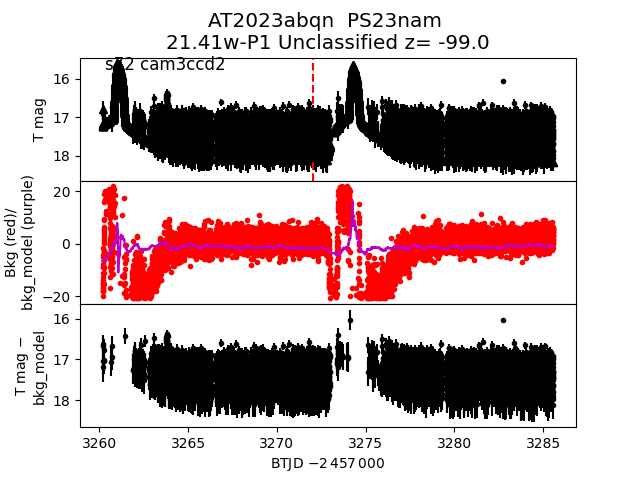 AT2023abqn PS23nam
21.41w-P1 Unclassified z= -99.0
s72 cam3ccd2
T mag
16
17
18
Bkg (red)/
bkg_model (purple)
20
0
−20
T mag −
bkg_model
16
17
18
3260 3265 3270 3275 3280 3285
BTJD −2 457 000